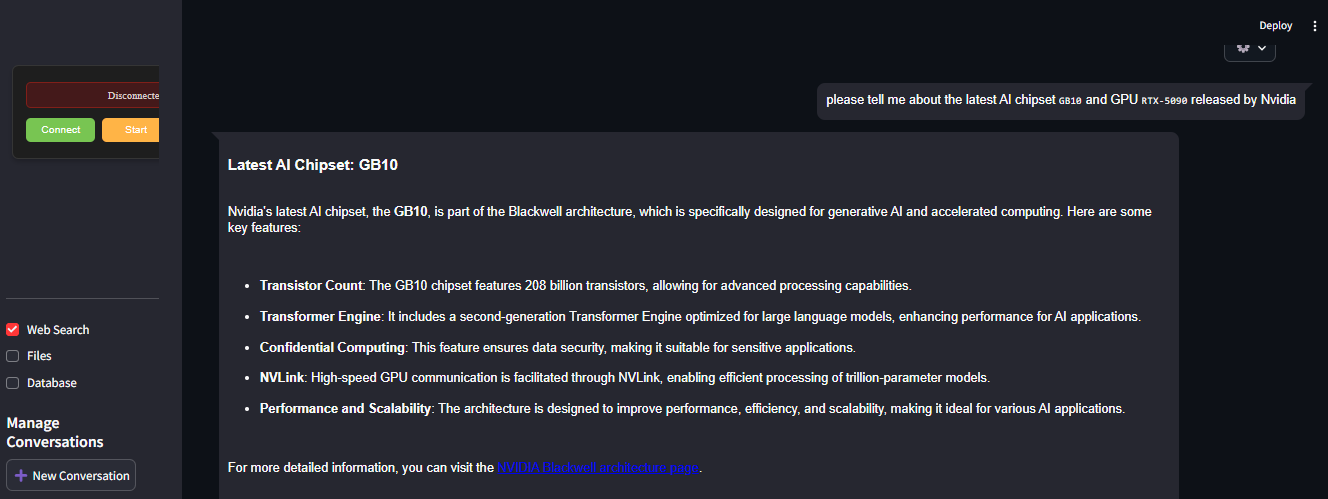 Deploy
Disconnecte
Connect
Start
please tell me about the latest AI chipset GB10 and GPU RTX-5090 released by Nvidia
Latest AI Chipset: GB10
Nvidia's latest AI chipset, the GB10, is part of the Blackwell architecture, which is specifically designed for generative AI and accelerated computing. Here are some
key features:
• Transistor Count: The GB10 chipset features 208 billion transistors, allowing for advanced processing capabilities.
• Transformer Engine: It includes a second-generation Transformer Engine optimized for large language models, enhancing performance for AI applications.
• Confidential Computing: This feature ensures data security, making it suitable for sensitive applications.
• NVLink: High-speed GPU communication is facilitated through NVLink, enabling efficient processing of trillion-parameter models.
• Performance and Scalability: The architecture is designed to improve performance, efficiency, and scalability, making it ideal for various AI applications.
For more detailed information, you can visit the NVIDIA Blackwell architecture page.
Web Search
Files
Database
Manage
Conversations
New Conversation